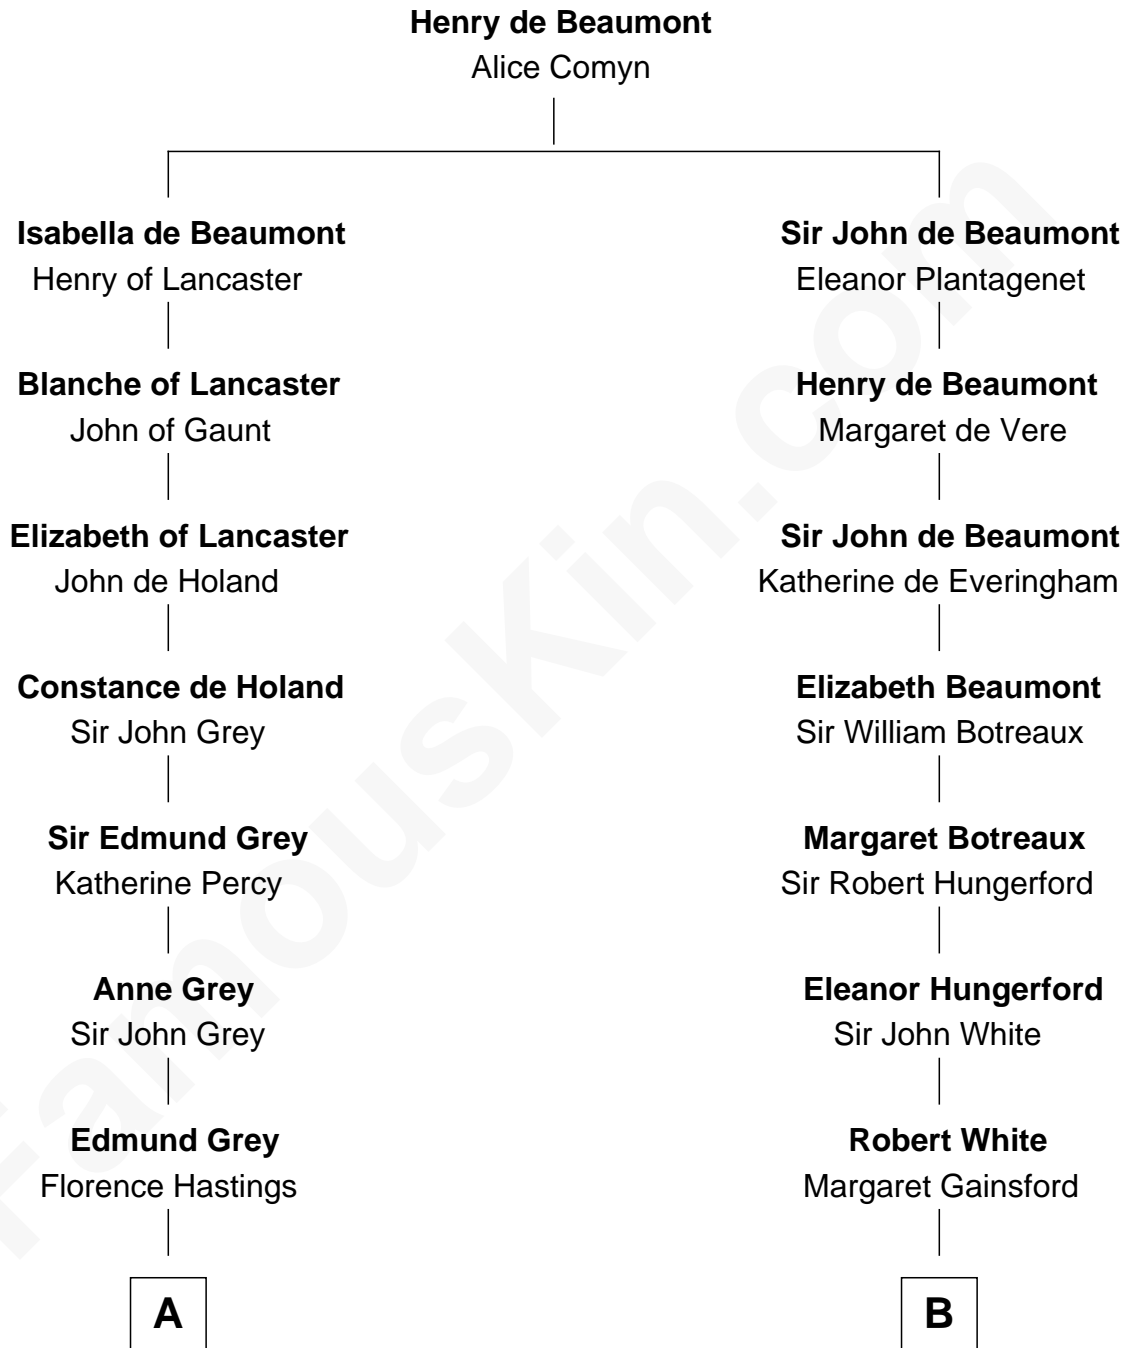 Henry de Beaumont
Alice Comyn
Isabella de Beaumont
Henry of Lancaster
Blanche of Lancaster
John of Gaunt
Elizabeth of Lancaster
John de Holand
Constance de Holand
Sir John Grey
Sir Edmund Grey
Katherine Percy
Anne Grey
Sir John Grey
Edmund Grey
Florence Hastings
A
Sir John de Beaumont
Eleanor Plantagenet
Henry de Beaumont
Margaret de Vere
Sir John de Beaumont
Katherine de Everingham
Elizabeth Beaumont
Sir William Botreaux
Margaret Botreaux
Sir Robert Hungerford
Eleanor Hungerford
Sir John White
Robert White
Margaret Gainsford
B
FamousKin.com